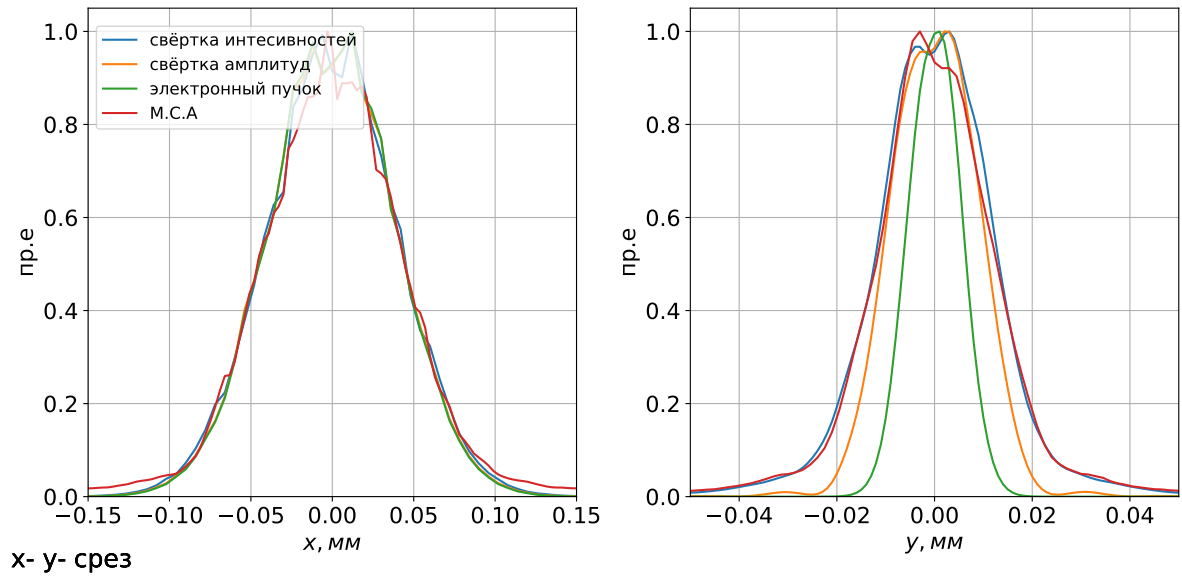 свёртка интесивностей
свёртка амплитуд
электронный пучок
М.С.А
1.0
0.8
0.6
0.4
0.2
0.0
пр.е
−0.15 −0.10 −0.05 0.00 0.05 0.10 0.15
x, мм
1.0
0.8
0.6
0.4
0.2
0.0
пр.е
−0.04 −0.02 0.00 0.02 0.04
y, мм
х- у- срез